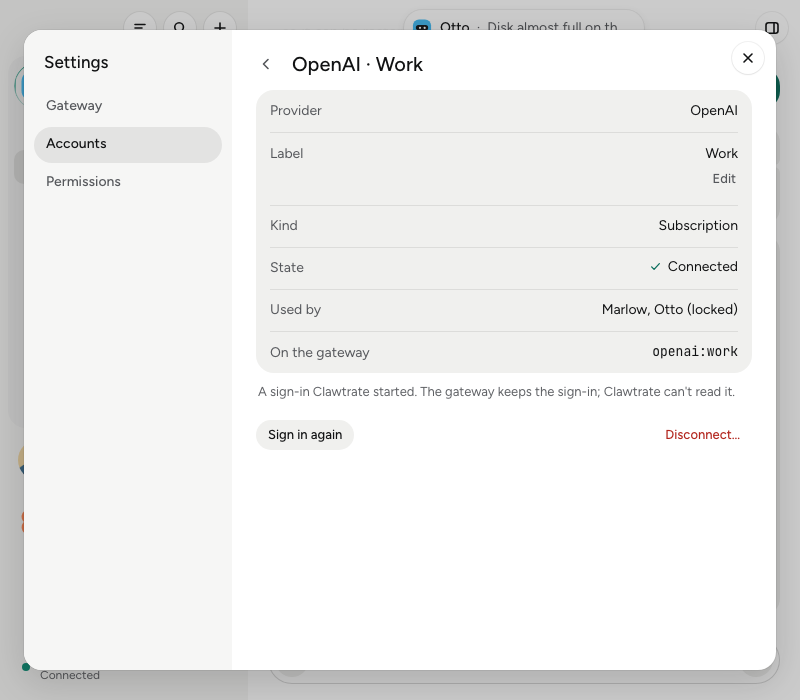 Otto · Disk almost full on th
Settings
OpenAI · Work
Gateway
Accounts
Permissions
Provider OpenAI
Label Work
Edit
Kind Subscription
State Connected
Used by Marlow, Otto (locked)
On the gateway openai:work
A sign-in Clawtrate started. The gateway keeps the sign-in; Clawtrate can't read it.
Sign in again Disconnect...
Connected